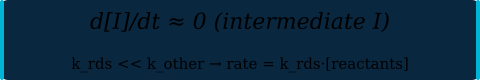 d[I]/dt ≈ 0 (intermediate I)
k_rds << k_other → rate = k_rds·[reactants]